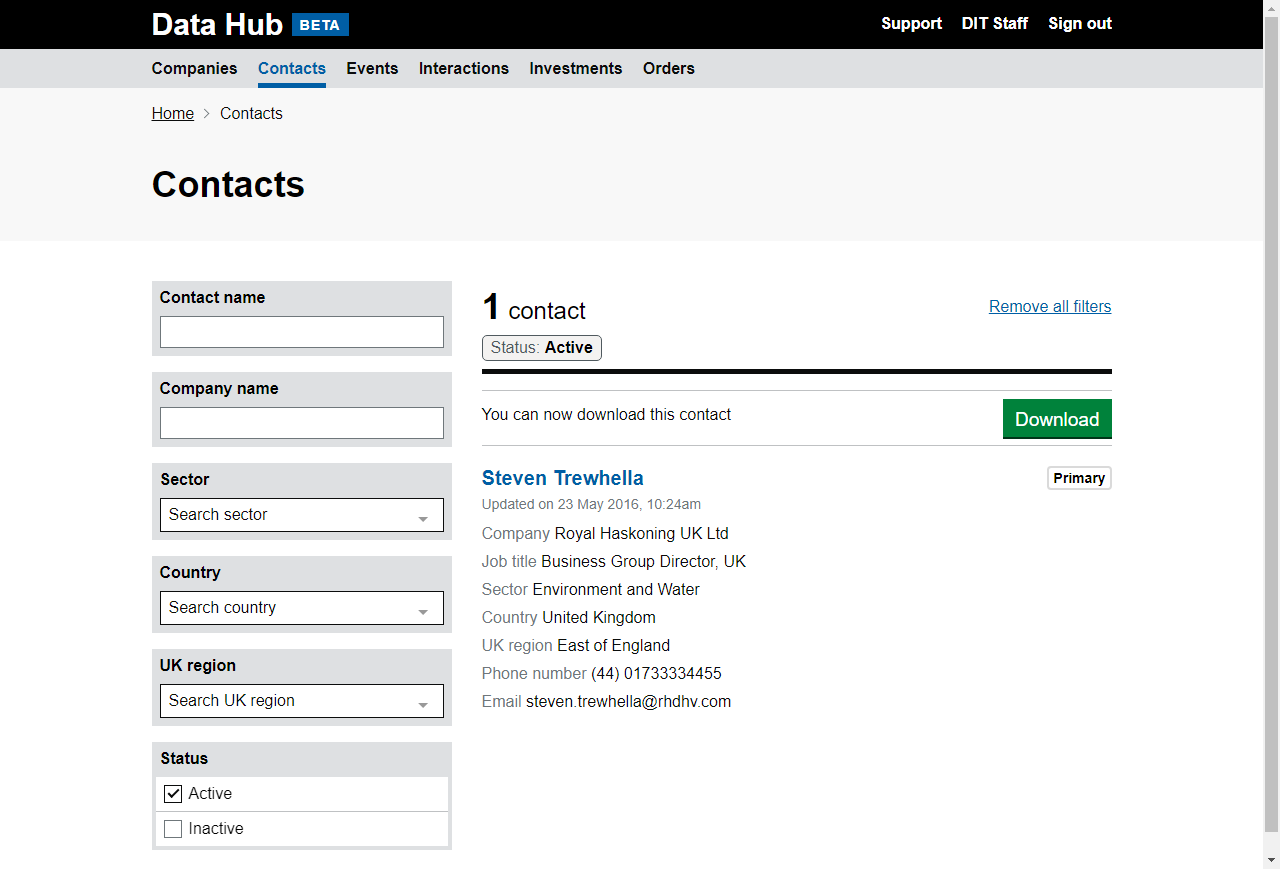 Data Hub BETA Support DIT Staff Sign out
Companies Contacts Events Interactions Investments Orders
Home > Contacts
Contacts
Contact name
Company name
Sector
Search sector
Country
Search country
UK region
Search UK region
Status
Active
Inactive
1 contact Remove all filters
Status: Active
You can now download this contact Download
Steven Trewhella Primary
Updated on 23 May 2016, 10:24am
Company Royal Haskoning UK Ltd
Job title Business Group Director, UK
Sector Environment and Water
Country United Kingdom
UK region East of England
Phone number (44) 01733334455
Email steven.trewhella@rhdhv.com